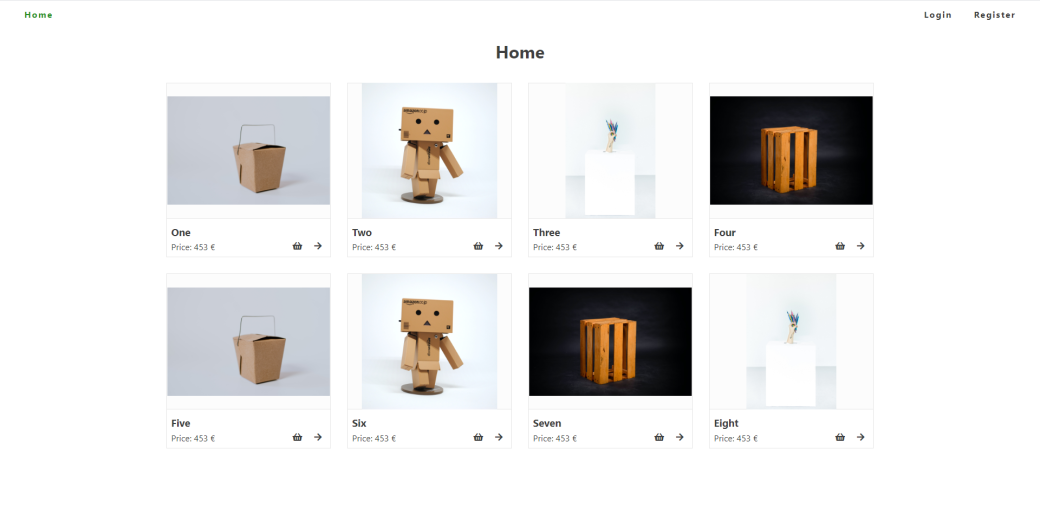 Home
Login
Register
Home
One
Price: 453 €
Two
Price: 453 €
Three
Price: 453 €
Four
Price: 453 €
Five
Price: 453 €
Six
Price: 453 €
Seven
Price: 453 €
Eight
Price: 453 €